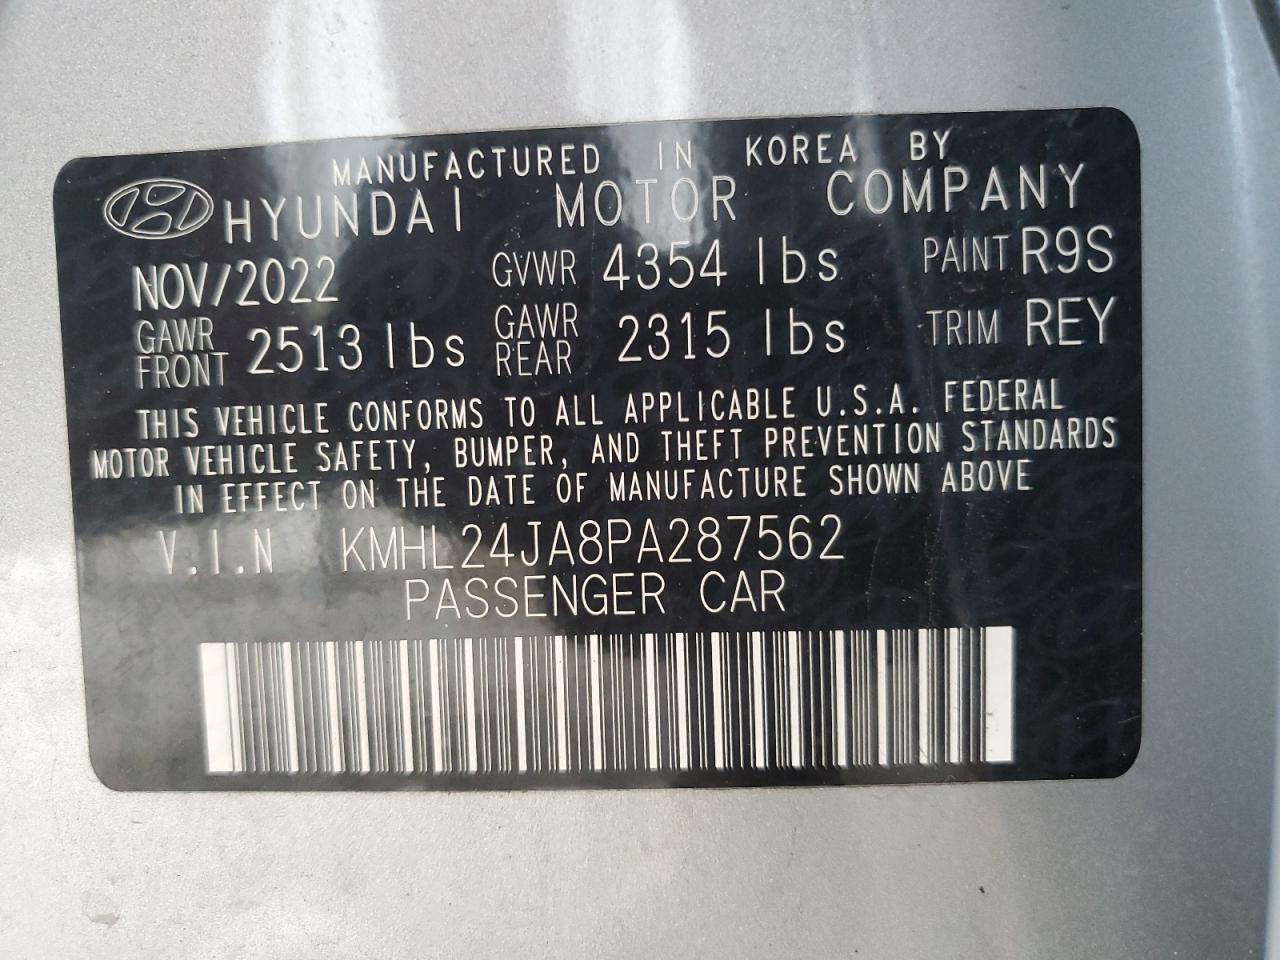 MANUFACTURED IN KOREA BY
HYUNDAI MOTOR COMPANY
NOV/2022 GVWR 4354 lbs PAINT R9S
GAWR FRONT 2513 lbs GAWR REAR 2315 lbs TRIM REY
THIS VEHICLE CONFORMS TO ALL APPLICABLE U.S.A. FEDERAL
MOTOR VEHICLE SAFETY, BUMPER, AND THEFT PREVENTION STANDARDS
IN EFFECT ON THE DATE OF MANUFACTURE SHOWN ABOVE
V.I.N KMHL24JA8PA287562
PASSENGER CAR